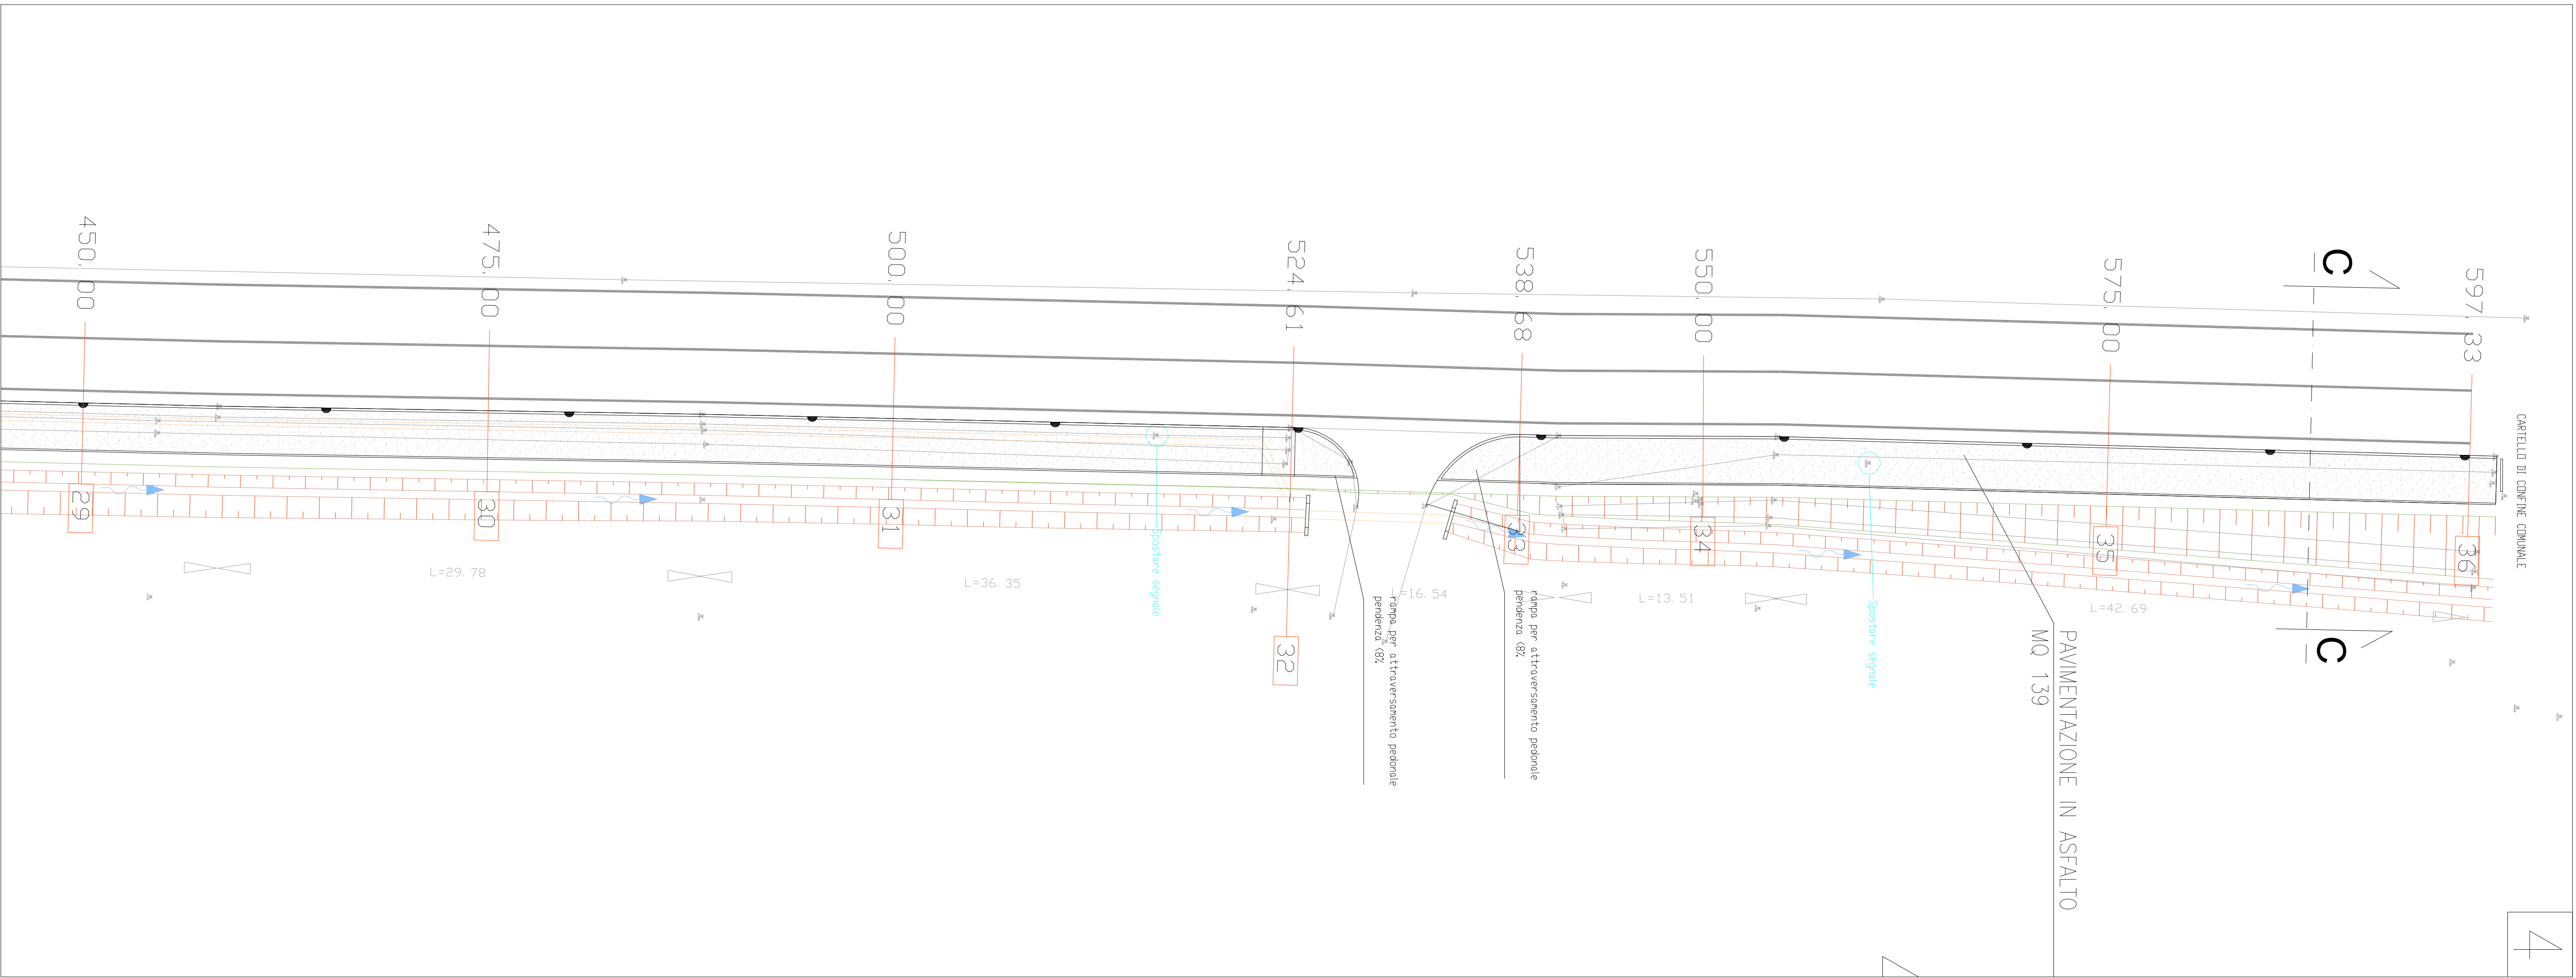 450.00
475.00
500.00
524.61
538.68
550.00
575.00
597.33
C
CARTELLO DI CONFINE COMUNALE
29
30
31
32
33
34
35
36
L=29.78
L=36.35
L=16.54
L=13.51
L=42.69
Spostare segnale
Spostare segnale
rampa per attraversamento pedonale
pendenza <8%
rampa per attraversamento pedonale
pendenza <8%
PAVIMENTAZIONE IN ASFALTO
MQ 139
C
4